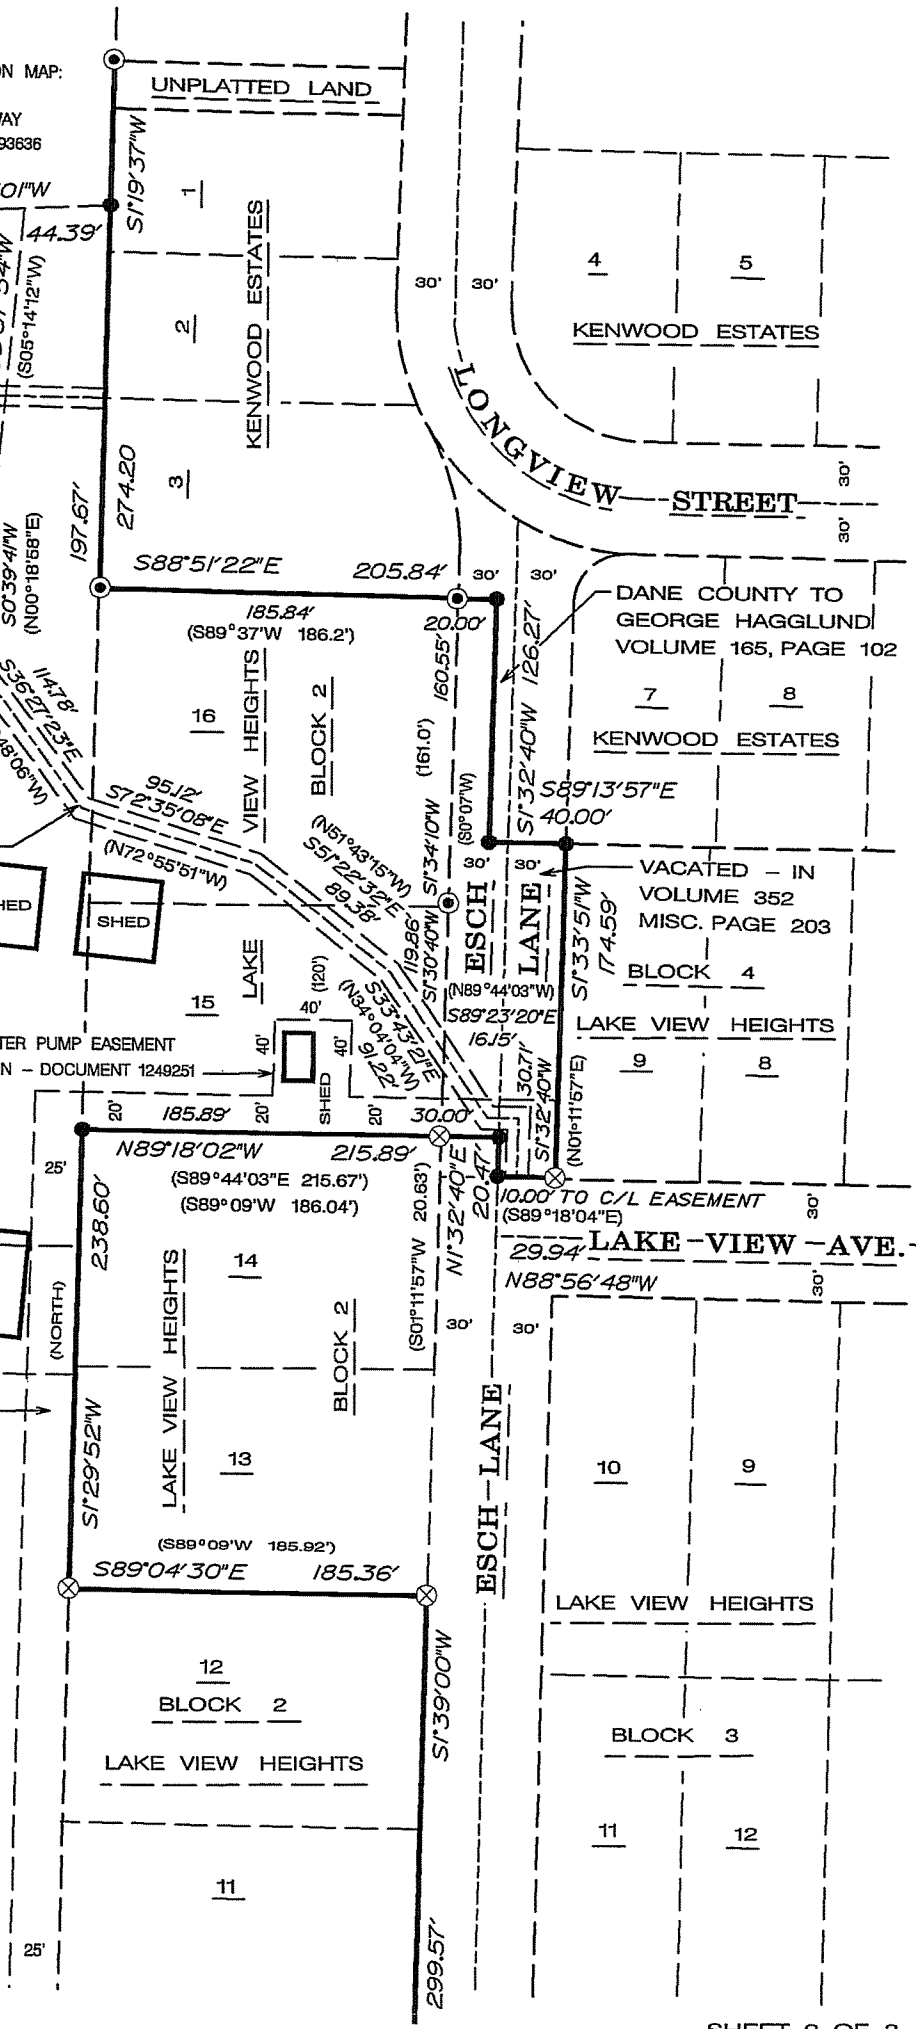 ON MAP:
UNPLATTED LAND
WAY
93636
01"W
44.39'
S1°19'37"W
1
KENWOOD ESTATES
2
3
(S05°14'12"W)
30' 30'
4
5
KENWOOD ESTATES
LONGVIEW STREET
30'
30'
197.67'
274.20
S0°39'41"W
(N00°18'58"E)
S88°51'22"E 205.84'
30' 30'
185.84'
(S89°37'W 186.2')
20.00'
DANE COUNTY TO
GEORGE HAGGLUND
VOLUME 165, PAGE 102
114.78'
S36°27'23"E
48'06"W)
16
VIEW HEIGHTS
BLOCK 2
160.55'
(161.0')
S1°34'10"W
(S0°07'W)
S1°32'40"W 126.27'
7
8
KENWOOD ESTATES
S89°13'57"E
40.00'
95.12'
S72°35'08"E
(N72°55'51"W)
(N51°43'15"W)
S51°22'32"E
89.38'
30' 30'
VACATED - IN
VOLUME 352
MISC. PAGE 203
HED
SHED
119.86'
S1°30'40"W
ESCH
LANE
S1°33'51"W
174.59'
BLOCK 4
LAKE VIEW HEIGHTS
9
8
LAKE
15
(120')
S33°43'21"E
(N34°04'04"W)
91.22'
(N89°44'03"W)
S89°23'20"E
16.15'
30.71'
S1°32'40"W
(N01°11'57"E)
40'
40'
40'
SHED
TER PUMP EASEMENT
N - DOCUMENT 1249251
20'
185.89'
20'
20'
30.00'
N89°18'02"W 215.89'
(S89°44'03"E 215.67')
(S89°09'W 186.04')
25'
238.60'
(NORTH)
S1°29'52"W
(S01°11'57"W 20.63')
N1°32'40"E
20.47'
10.00' TO C/L EASEMENT
(S89°18'04"E)
29.94'
N88°56'48"W
LAKE VIEW AVE.
30'
30'
30' 30'
14
LAKE VIEW HEIGHTS
BLOCK 2
13
ESCH LANE
10
9
(S89°09'W 185.92')
S89°04'30"E 185.36'
LAKE VIEW HEIGHTS
12
BLOCK 2
LAKE VIEW HEIGHTS
S1°39'00"W
BLOCK 3
11
12
11
25'
299.57'